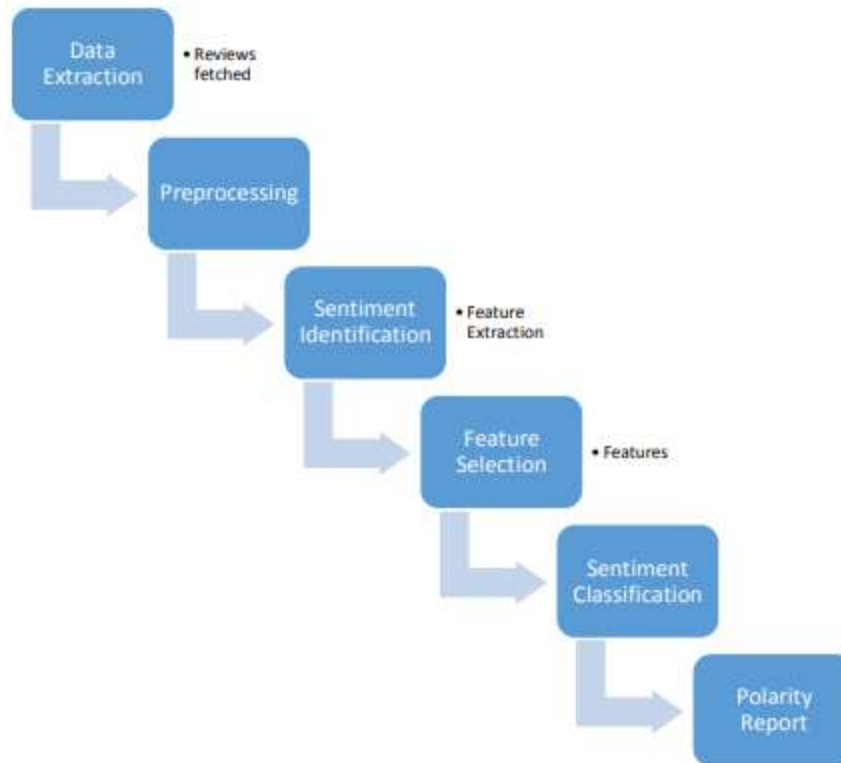 Data
Extraction
• Reviews
fetched
Preprocessing
Sentiment
Identification
• Feature
Extraction
Feature
Selection
• Features
Sentiment
Classification
Polarity
Report